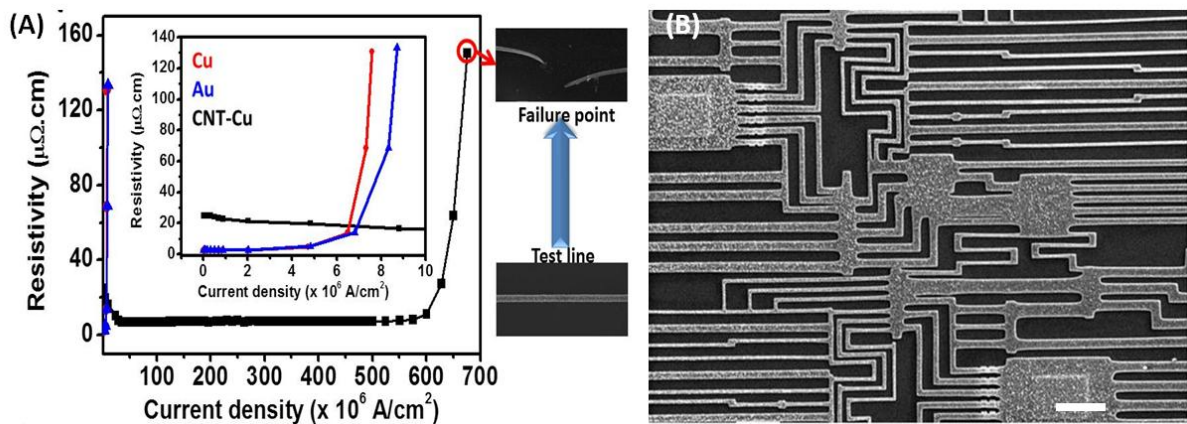 (A)
160
120
80
40
0
Resistivity (μΩ.cm)
100 200 300 400 500 600 700
Current density (x 10⁶ A/cm²)
140
120
100
80
60
40
20
0
Resistivity (μΩ.cm)
Cu
Au
CNT-Cu
0 2 4 6 8 10
Current density (x 10⁶ A/cm²)
Failure point
Test line
(B)